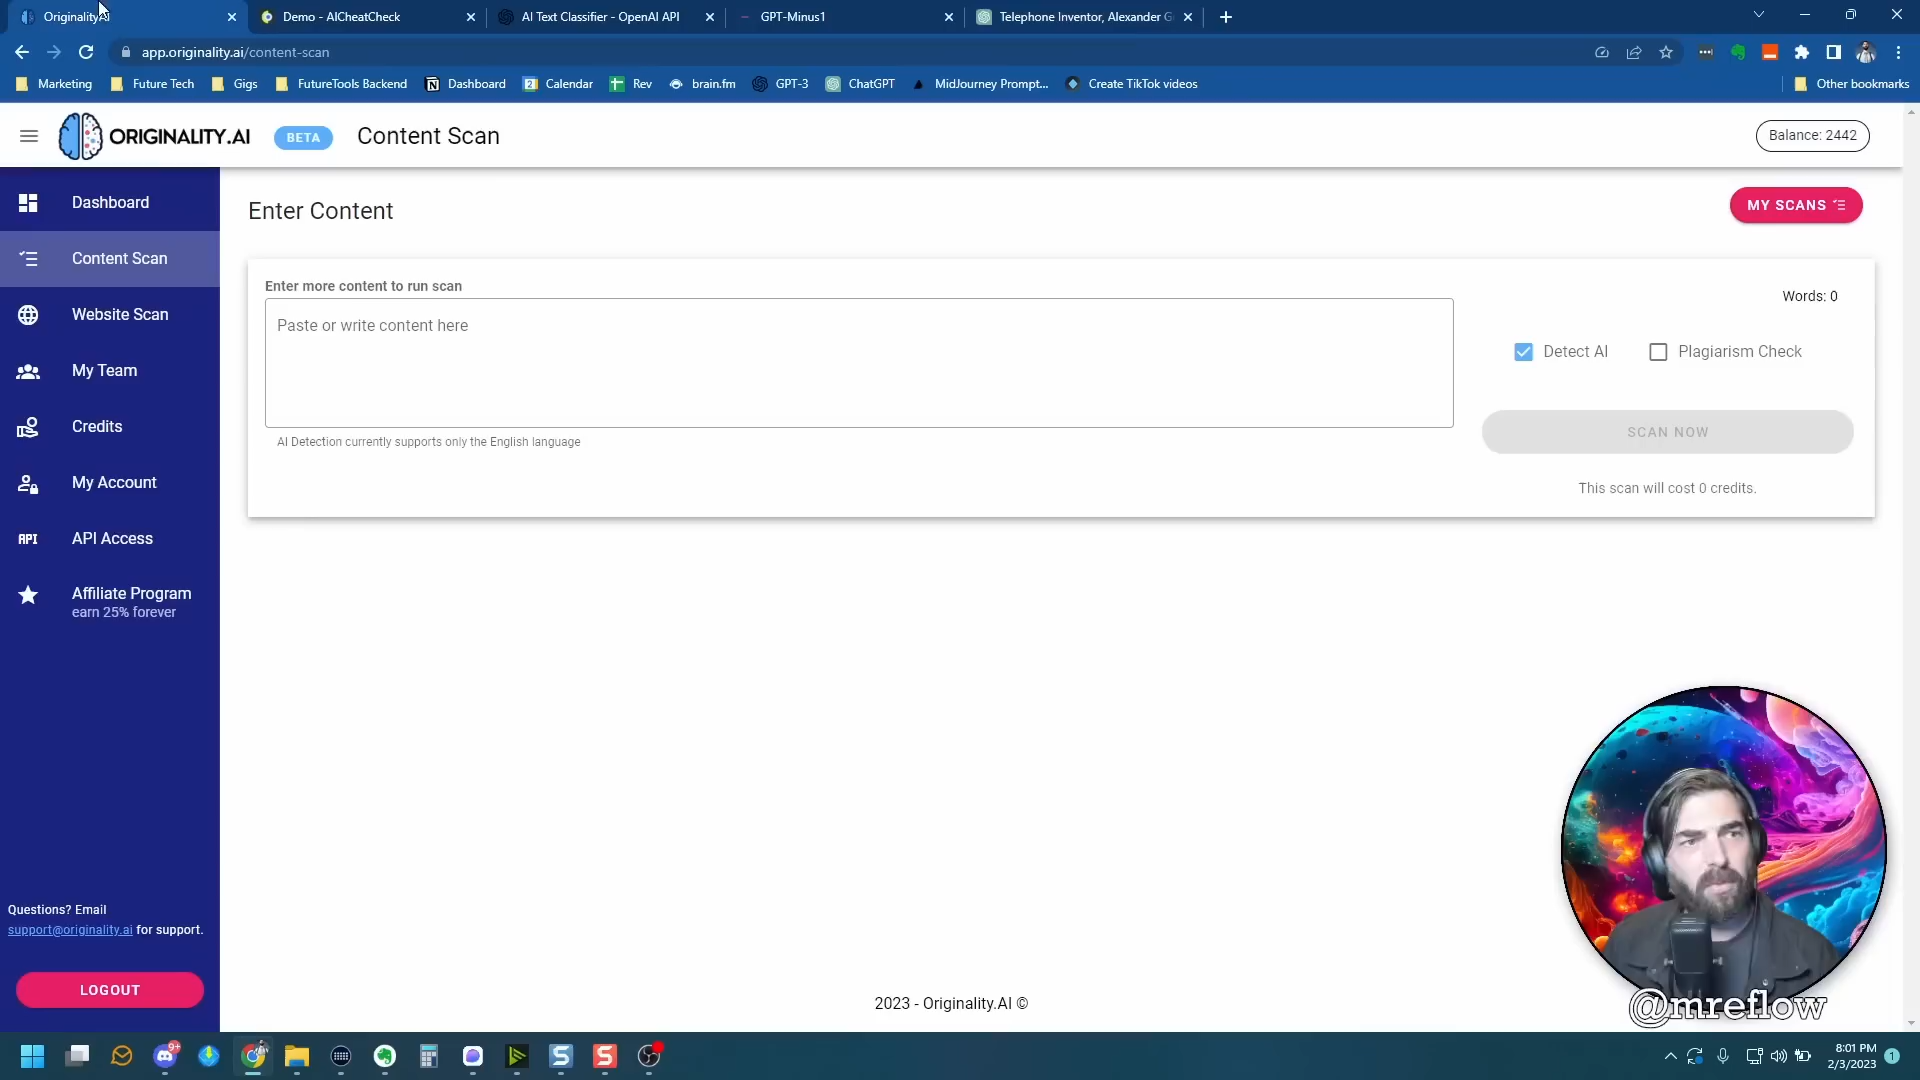 Originality.AI
Demo - AICheatCheck
AI Text Classifier - OpenAI API
GPT-Minus1
Telephone Inventor, Alexander G
app.originality.ai/content-scan
Marketing
Future Tech
Gigs
FutureTools Backend
Dashboard
Calendar
Rev
brain.fm
GPT-3
ChatGPT
MidJourney Prompt...
Create TikTok videos
Other bookmarks
ORIGINALITY.AI
BETA
Content Scan
Balance: 2442
Dashboard
Content Scan
Website Scan
My Team
Credits
My Account
API
API Access
Affiliate Program
earn 25% forever
Questions? Email
support@originality.ai for support.
LOGOUT
Enter Content
MY SCANS
Enter more content to run scan
Paste or write content here
AI Detection currently supports only the English language
Words: 0
Detect AI
Plagiarism Check
SCAN NOW
This scan will cost 0 credits.
2023 - Originality.AI ©
@mreflow
9+
8:01 PM
2/3/2023
1